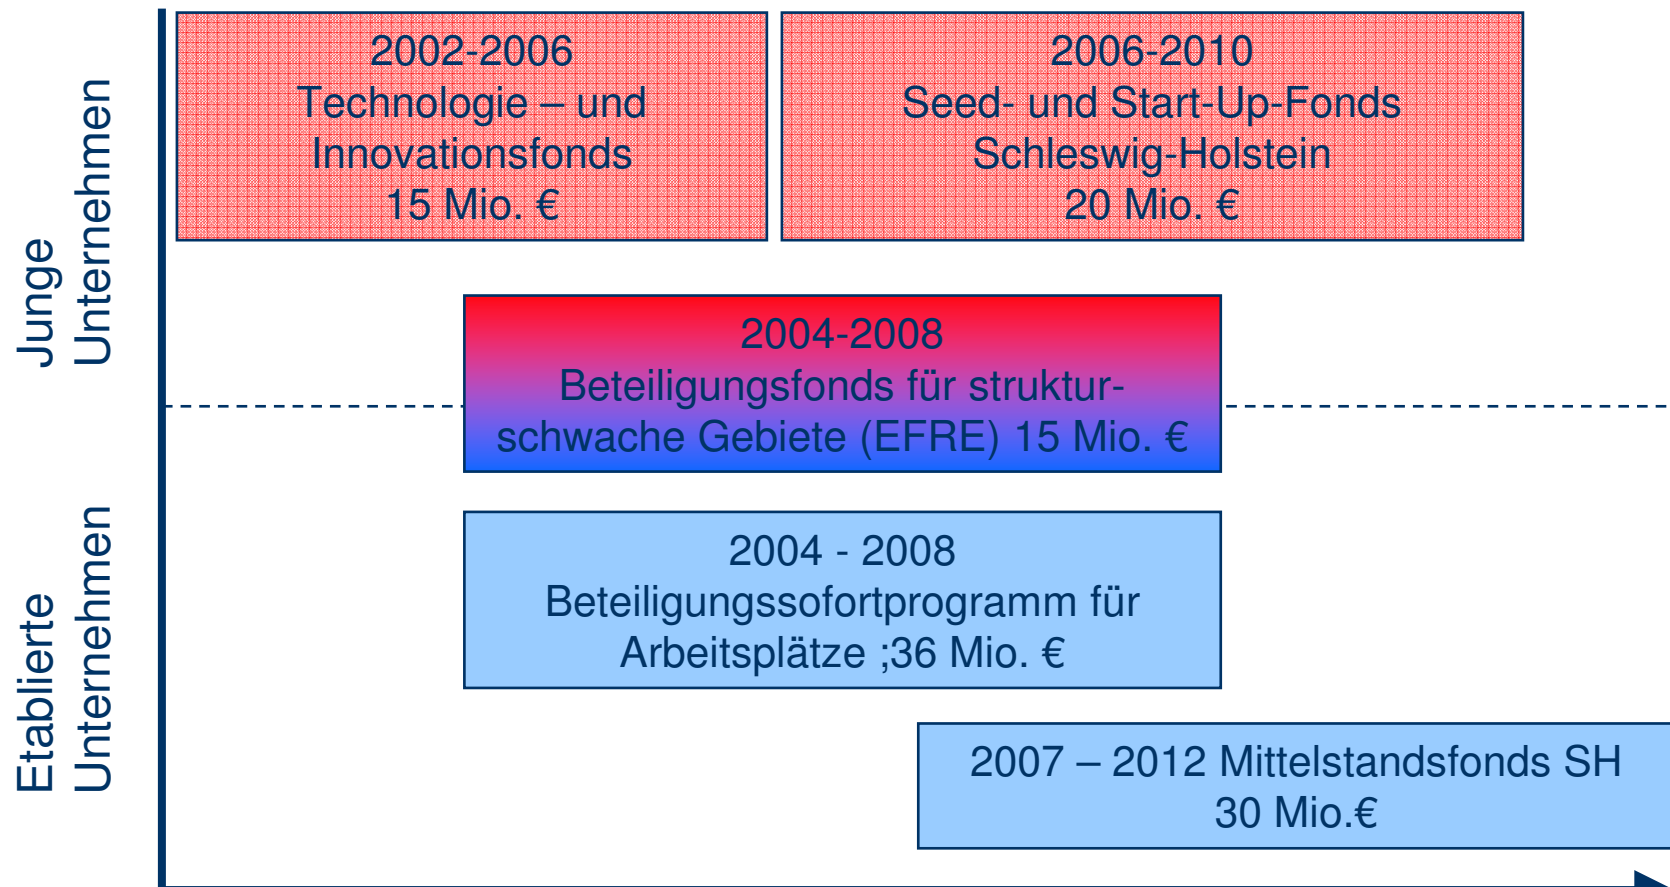 Junge
Unternehmen
2002-2006
Technologie – und
Innovationsfonds
15 Mio. €
2006-2010
Seed- und Start-Up-Fonds
Schleswig-Holstein
20 Mio. €
2004-2008
Beteiligungsfonds für struktur-
schwache Gebiete (EFRE) 15 Mio. €
Etablierte
Unternehmen
2004 - 2008
Beteiligungssofortprogramm für
Arbeitsplätze ;36 Mio. €
2007 – 2012 Mittelstandsfonds SH
30 Mio.€